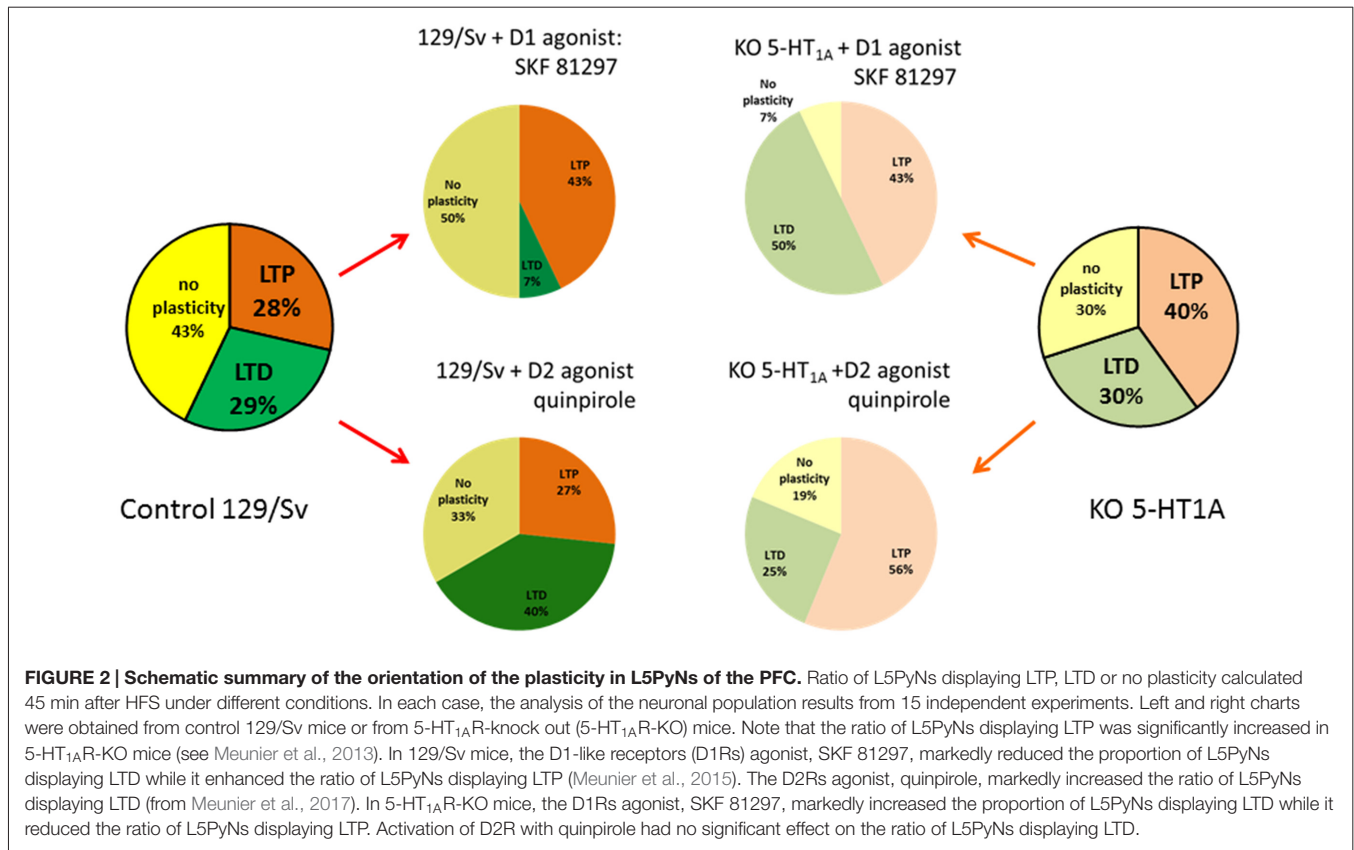 129/Sv + D1 agonist:
SKF 81297
KO 5-HT1A + D1 agonist
SKF 81297
No
plasticity
7%
LTP
43%
No
plasticity
50%
LTD
7%
LTP
43%
LTD
50%
no
plasticity
43%
LTP
28%
LTD
29%
no
plasticity
30%
LTP
40%
LTD
30%
129/Sv + D2 agonist
quinpirole
KO 5-HT1A +D2 agonist
quinpirole
No
plasticity
33%
LTP
27%
LTD
40%
No
plasticity
19%
LTD
25%
LTP
56%
Control 129/Sv
KO 5-HT1A
FIGURE 2 | Schematic summary of the orientation of the plasticity in L5PyNs of the PFC. Ratio of L5PyNs displaying LTP, LTD or no plasticity calculated
45 min after HFS under different conditions. In each case, the analysis of the neuronal population results from 15 independent experiments. Left and right charts
were obtained from control 129/Sv mice or from 5-HT1AR-knock out (5-HT1AR-KO) mice. Note that the ratio of L5PyNs displaying LTP was significantly increased in
5-HT1AR-KO mice (see Meunier et al., 2013). In 129/Sv mice, the D1-like receptors (D1Rs) agonist, SKF 81297, markedly reduced the proportion of L5PyNs
displaying LTD while it enhanced the ratio of L5PyNs displaying LTP (Meunier et al., 2015). The D2Rs agonist, quinpirole, markedly increased the ratio of L5PyNs
displaying LTD (from Meunier et al., 2017). In 5-HT1AR-KO mice, the D1Rs agonist, SKF 81297, markedly increased the proportion of L5PyNs displaying LTD while it
reduced the ratio of L5PyNs displaying LTP. Activation of D2R with quinpirole had no significant effect on the ratio of L5PyNs displaying LTD.